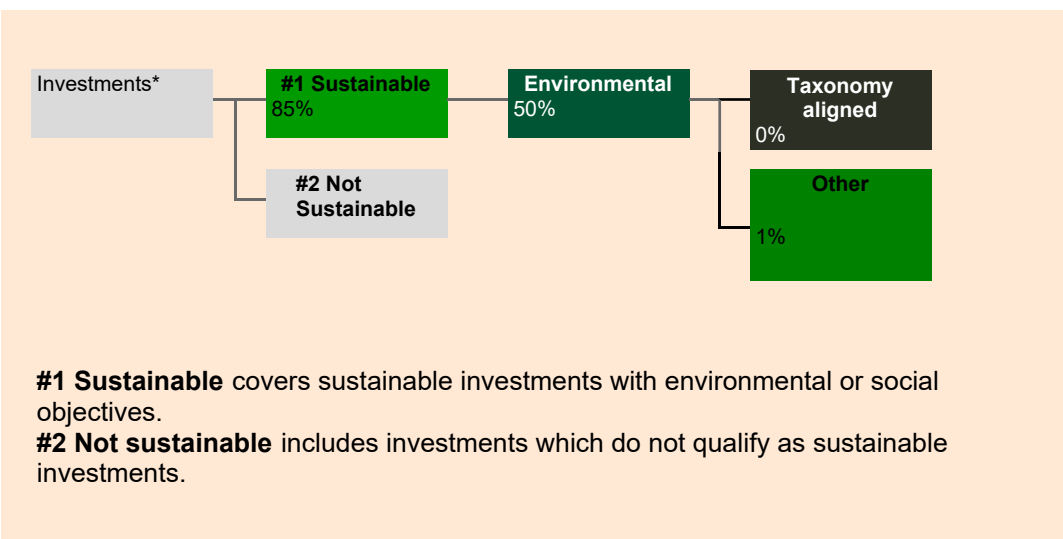 Investments*
#1 Sustainable
85%
Environmental
50%
Taxonomy
aligned
0%
#2 Not
Sustainable
Other
1%
#1 Sustainable covers sustainable investments with environmental or social
objectives.
#2 Not sustainable includes investments which do not qualify as sustainable
investments.